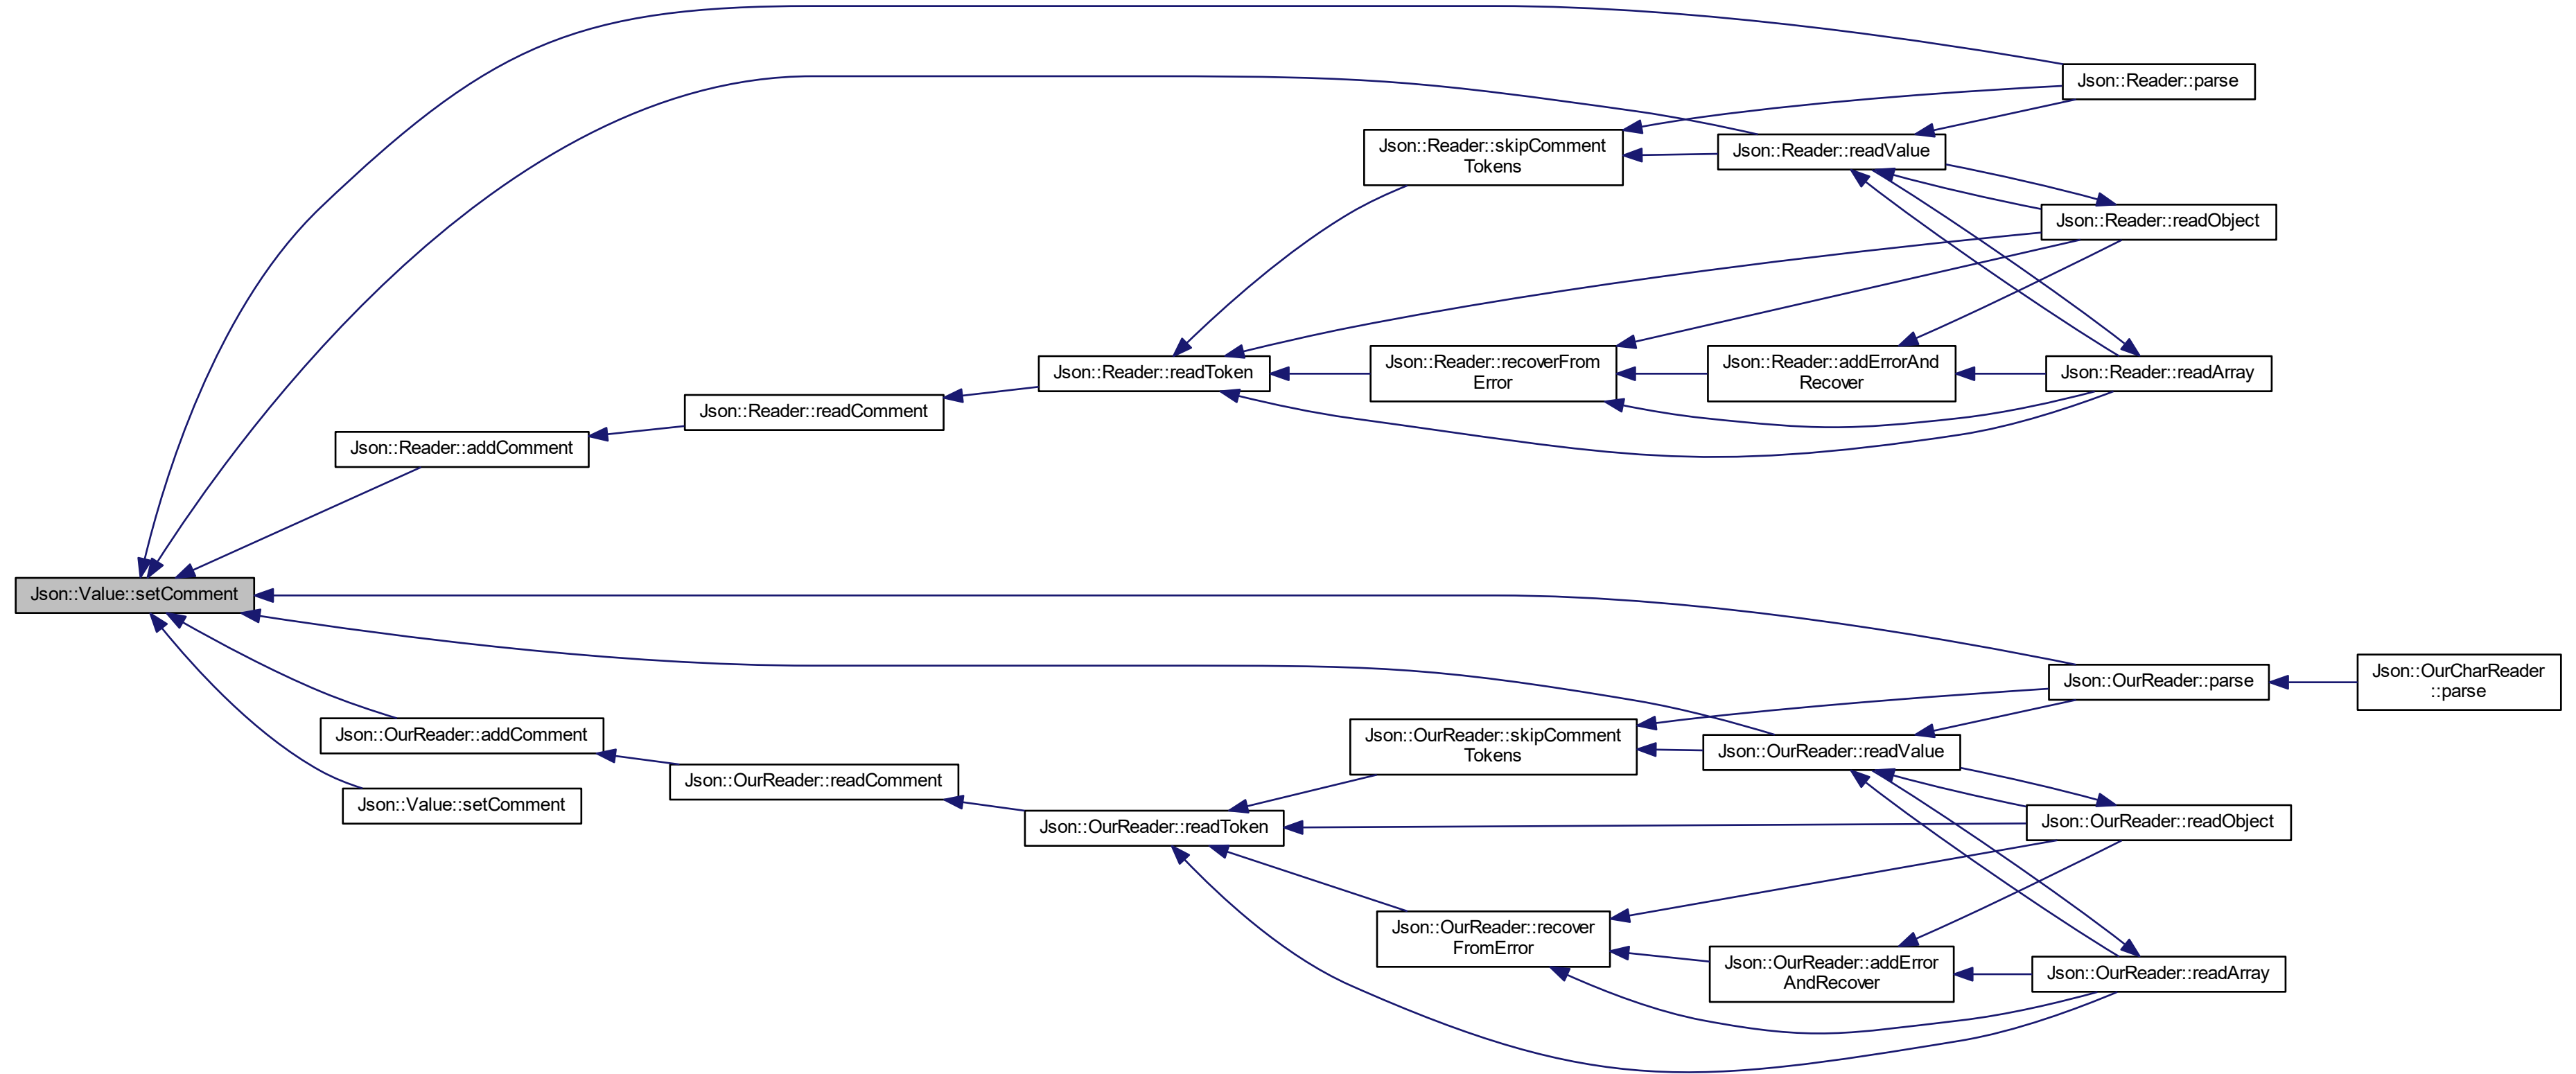 Json::Reader::parse
Json::Reader::skipComment
Tokens
Json::Reader::readValue
Json::Reader::readObject
Json::Reader::readToken
Json::Reader::recoverFrom
Error
Json::Reader::addErrorAnd
Recover
Json::Reader::readArray
Json::Reader::readComment
Json::Reader::addComment
Json::Value::setComment
Json::OurReader::parse
Json::OurCharReader
::parse
Json::OurReader::addComment
Json::OurReader::skipComment
Tokens
Json::OurReader::readValue
Json::OurReader::readComment
Json::Value::setComment
Json::OurReader::readToken
Json::OurReader::readObject
Json::OurReader::recover
FromError
Json::OurReader::addError
AndRecover
Json::OurReader::readArray